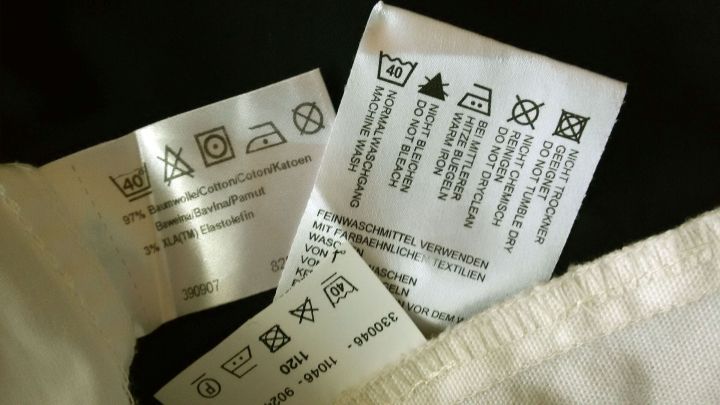 40°
97% Baumwolle/Cotton/Coton/Katoen
Beweina/Bavlna/Pamut
3% XLA(TM) Elastolefin
390907
40
NORMALWASCHGANG
MACHINE WASH
NICHT BLEICHEN
DO NOT BLEACH
BEI MITTLERER
HITZE BUEGELN
WARM IRON
DO NOT DRYCLEAN
REINIGEN
NICHT CHEMISCH
DO NOT TUMBLE DRY
GEEIGNET
NICHT TROCKNER
FEINWASCHMITTEL VERWENDEN
MIT FARBAEHNLICHEN TEXTILIEN
40
330046 - 11046 - 902
1120
P